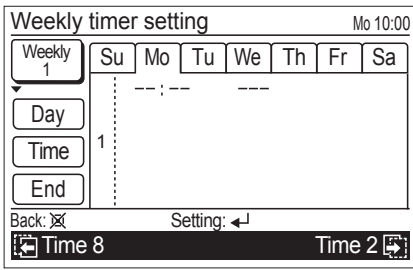 Weekly timer setting Mo 10:00
Weekly 1 Su Mo Tu We Th Fr Sa
--:-- ---
Day
Time 1
End
Back: Setting:
Time 8 Time 2